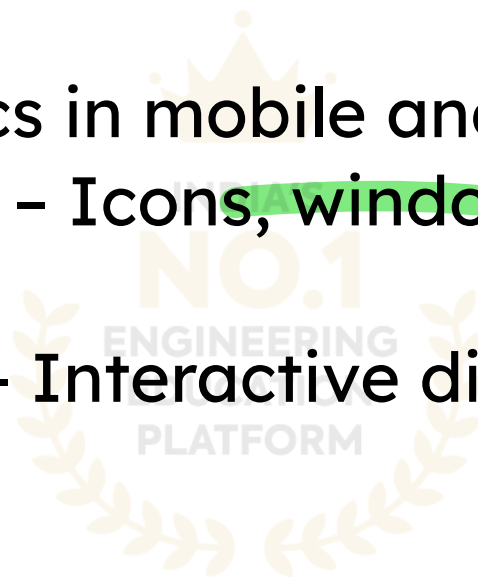 cs in mobile and
– Icons, windo
- Interactive di
INDIA'S
NO.1
ENGINEERING
EDUCATION
PLATFORM